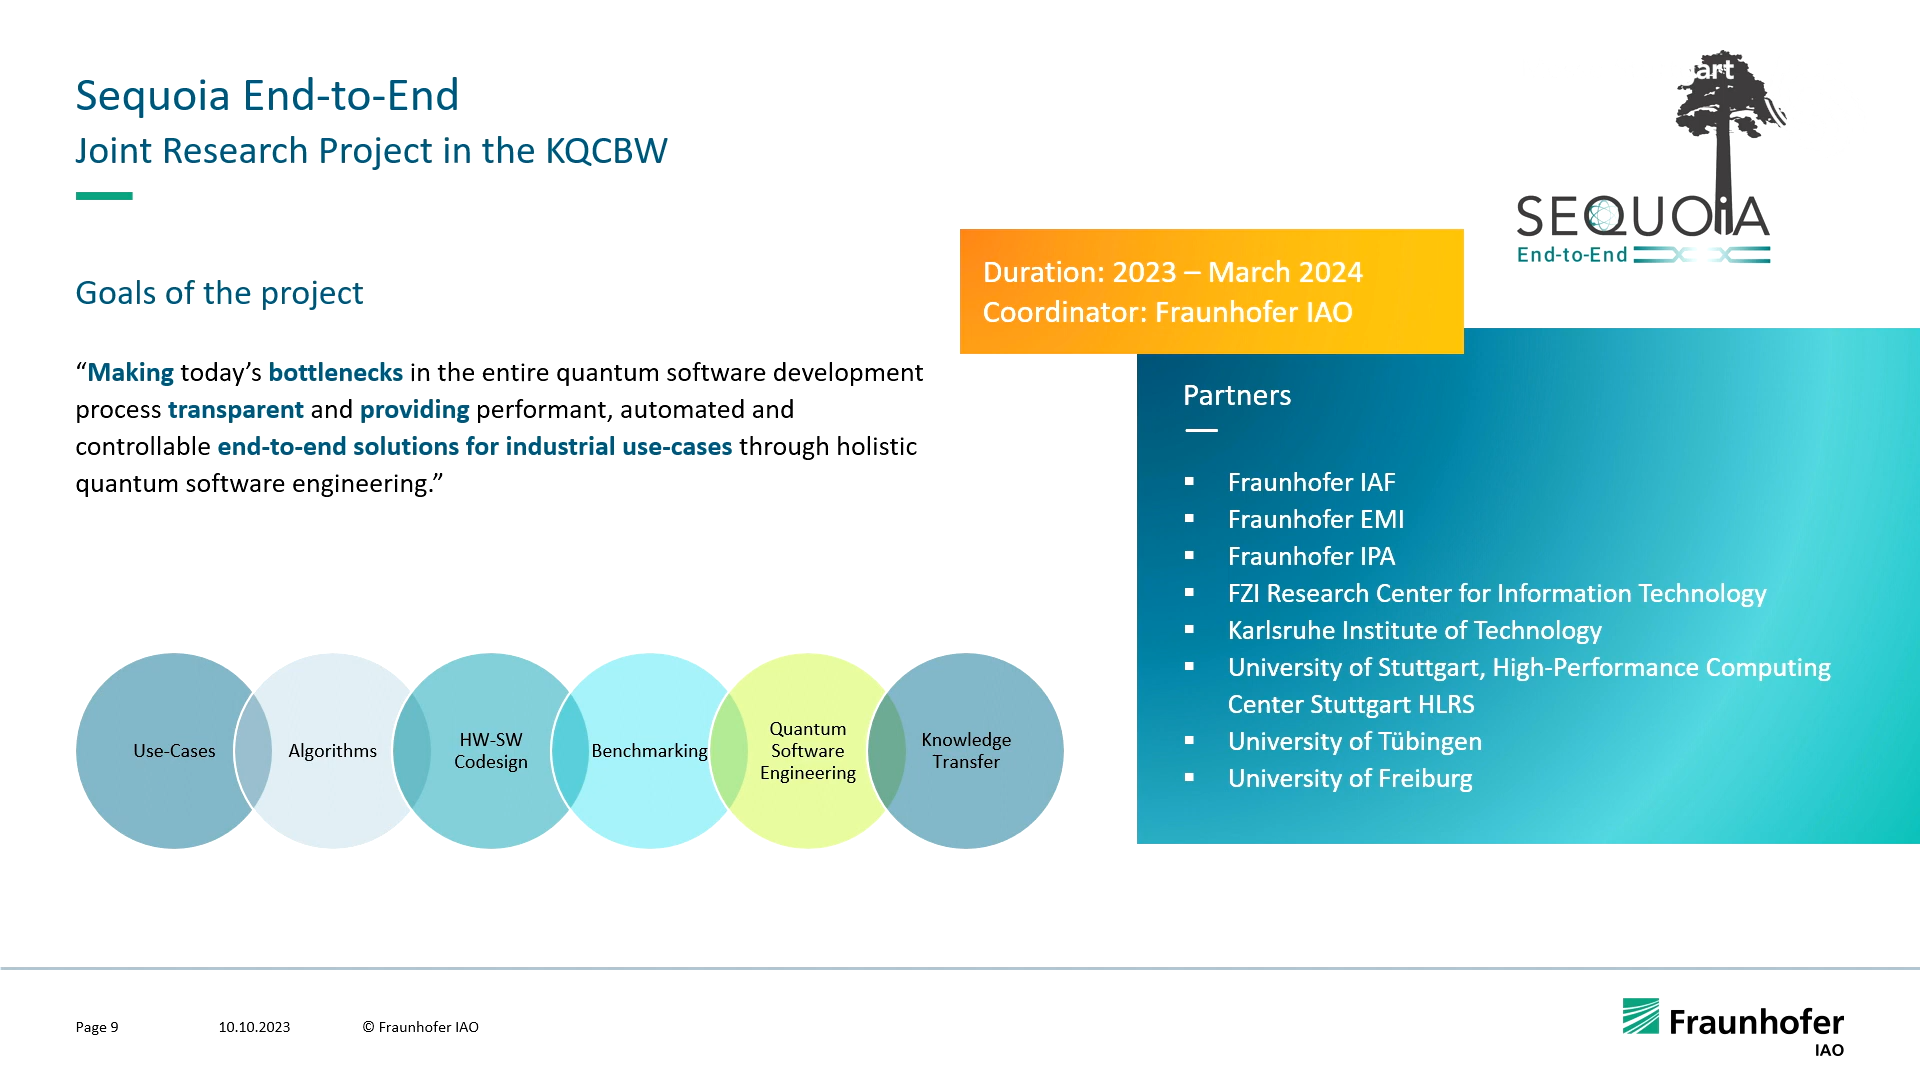 Sequoia End-to-End
Joint Research Project in the KQCBW
art
SEQUOIA
End-to-End
Duration: 2023 – March 2024
Coordinator: Fraunhofer IAO
Goals of the project
“Making today’s bottlenecks in the entire quantum software development
process transparent and providing performant, automated and
controllable end-to-end solutions for industrial use-cases through holistic
quantum software engineering.”
Partners
▪ Fraunhofer IAF
▪ Fraunhofer EMI
▪ Fraunhofer IPA
▪ FZI Research Center for Information Technology
▪ Karlsruhe Institute of Technology
▪ University of Stuttgart, High-Performance Computing
Center Stuttgart HLRS
▪ University of Tübingen
▪ University of Freiburg
Use-Cases
Algorithms
HW-SW
Codesign
Benchmarking
Quantum
Software
Engineering
Knowledge
Transfer
Page 9
10.10.2023
© Fraunhofer IAO
Fraunhofer
IAO